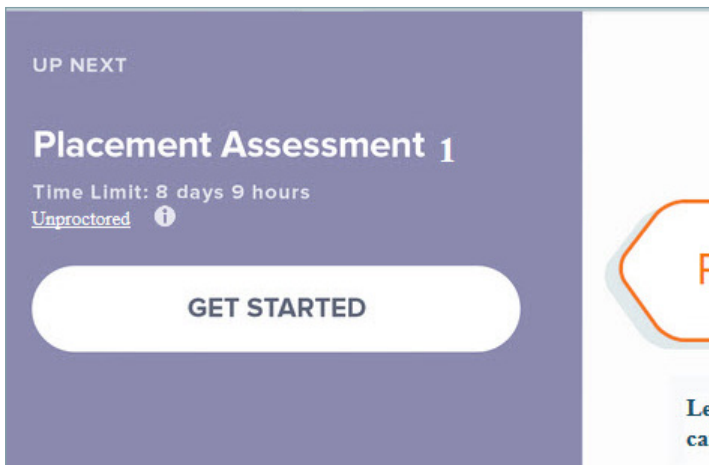 UP NEXT
Placement Assessment 1
Time Limit: 8 days 9 hours
Unproctored
GET STARTED